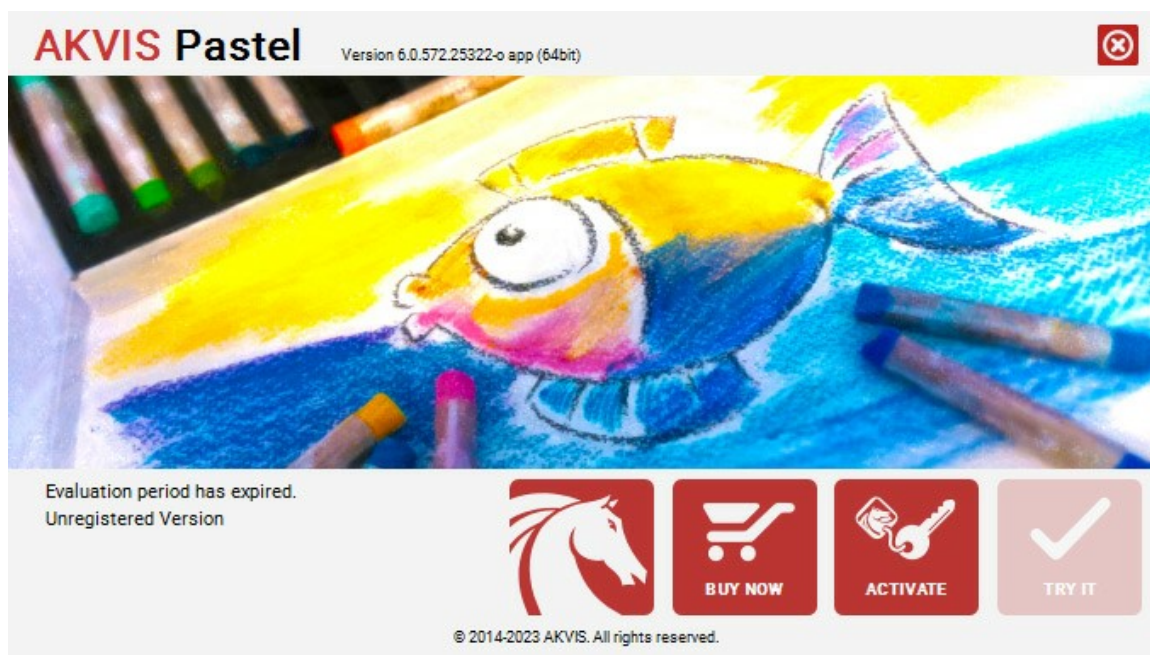 AKVIS Pastel Version 6.0.572.25322-o app (64bit)
Evaluation period has expired.
Unregistered Version
BUY NOW
ACTIVATE
TRY IT
© 2014-2023 AKVIS. All rights reserved.